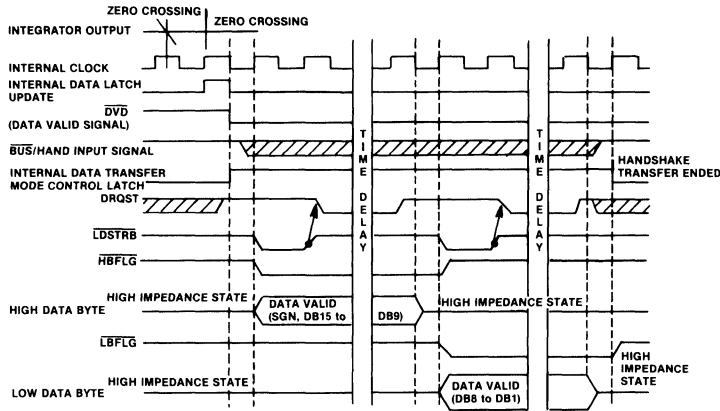 ZERO CROSSING
ZERO CROSSING
INTEGRATOR OUTPUT
INTERNAL CLOCK
INTERNAL DATA LATCH
UPDATE
DVD
(DATA VALID SIGNAL)
BUS/HAND INPUT SIGNAL
INTERNAL DATA TRANSFER
MODE CONTROL LATCH
HANDSHAKE
TRANSFER ENDED
DRQST
TIME DELAY
TIME DELAY
LDSTRB
HBFLG
HIGH IMPEDANCE STATE
HIGH DATA BYTE
DATA VALID
(SGN, DB15 to DB9)
HIGH IMPEDANCE STATE
LBFLG
HIGH
IMPEDANCE
STATE
HIGH IMPEDANCE STATE
LOW DATA BYTE
DATA VALID
(DB8 to DB1)